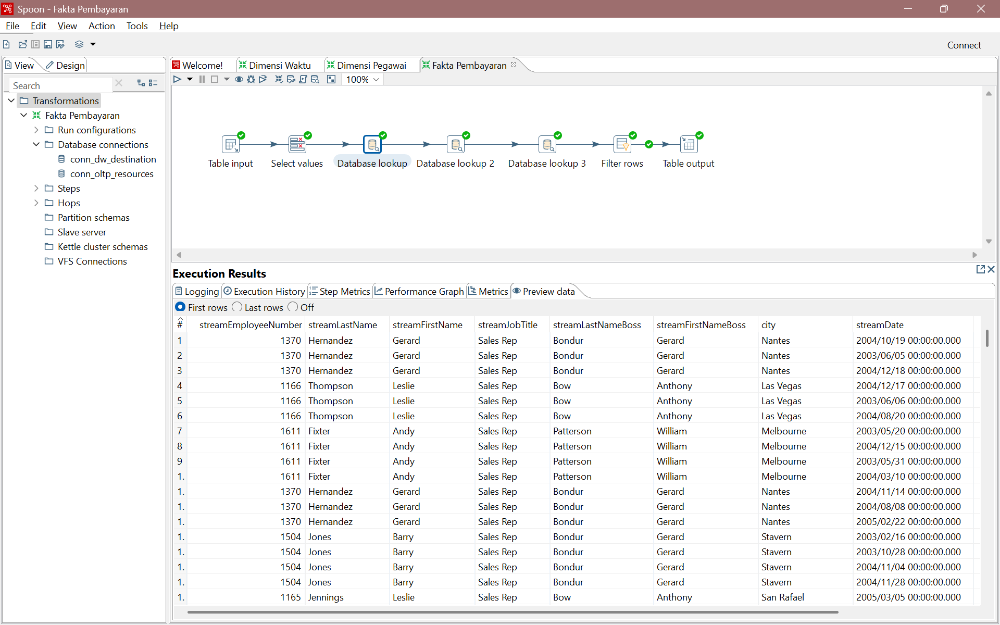 Spoon - Fakta Pembayaran
File Edit View Action Tools Help
Connect
View Design
Search
Transformations
Fakta Pembayaran
Run configurations
Database connections
conn_dw_destination
conn_oltp_resources
Steps
Hops
Partition schemas
Slave server
Kettle cluster schemas
VFS Connections
Welcome! Dimensi Waktu Dimensi Pegawai Fakta Pembayaran
100%
Table input Select values Database lookup Database lookup 2 Database lookup 3 Filter rows Table output
Execution Results
Logging Execution History Step Metrics Performance Graph Metrics Preview data
First rows Last rows Off
# streamEmployeeNumber streamLastName streamFirstName streamJobTitle streamLastNameBoss streamFirstNameBoss city streamDate
1 1370 Hernandez Gerard Sales Rep Bondur Gerard Nantes 2004/10/19 00:00:00.000
2 1370 Hernandez Gerard Sales Rep Bondur Gerard Nantes 2003/06/05 00:00:00.000
3 1370 Hernandez Gerard Sales Rep Bondur Gerard Nantes 2004/12/18 00:00:00.000
4 1166 Thompson Leslie Sales Rep Bow Anthony Las Vegas 2004/12/17 00:00:00.000
5 1166 Thompson Leslie Sales Rep Bow Anthony Las Vegas 2003/06/06 00:00:00.000
6 1166 Thompson Leslie Sales Rep Bow Anthony Las Vegas 2004/08/20 00:00:00.000
7 1611 Fixter Andy Sales Rep Patterson William Melbourne 2003/05/20 00:00:00.000
8 1611 Fixter Andy Sales Rep Patterson William Melbourne 2004/12/15 00:00:00.000
9 1611 Fixter Andy Sales Rep Patterson William Melbourne 2003/05/31 00:00:00.000
1. 1611 Fixter Andy Sales Rep Patterson William Melbourne 2004/03/10 00:00:00.000
1. 1370 Hernandez Gerard Sales Rep Bondur Gerard Nantes 2004/11/14 00:00:00.000
1. 1370 Hernandez Gerard Sales Rep Bondur Gerard Nantes 2004/08/08 00:00:00.000
1. 1370 Hernandez Gerard Sales Rep Bondur Gerard Nantes 2005/02/22 00:00:00.000
1. 1504 Jones Barry Sales Rep Bondur Gerard Stavern 2003/02/16 00:00:00.000
1. 1504 Jones Barry Sales Rep Bondur Gerard Stavern 2003/10/28 00:00:00.000
1. 1504 Jones Barry Sales Rep Bondur Gerard Stavern 2004/11/04 00:00:00.000
1. 1504 Jones Barry Sales Rep Bondur Gerard Stavern 2004/11/28 00:00:00.000
1. 1165 Jennings Leslie Sales Rep Bow Anthony San Rafael 2005/03/05 00:00:00.000